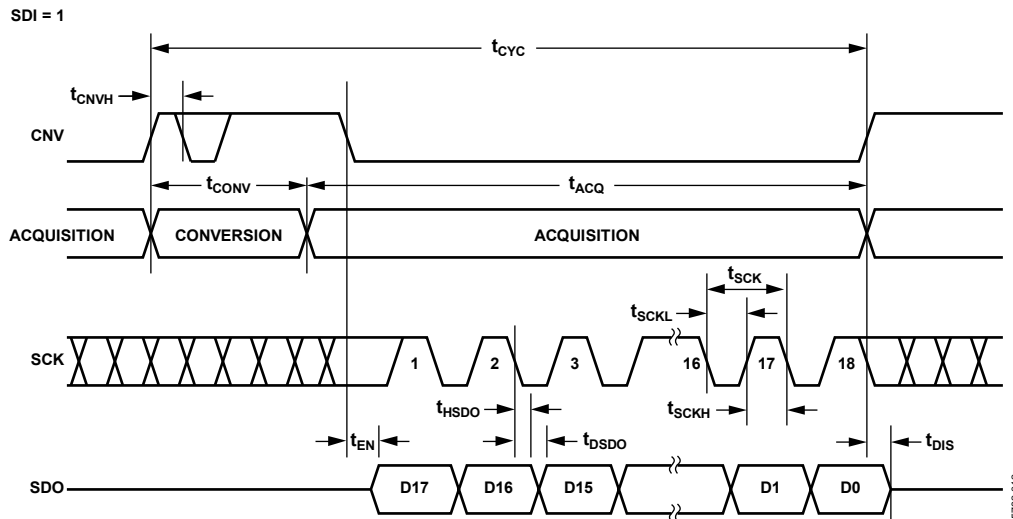 SDI = 1
tCYC
tCNVH
CNV
tCONV
tACQ
ACQUISITION
CONVERSION
ACQUISITION
tSCK
tSCKL
SCK
1
2
3
16
17
18
tHSDO
tSCKH
tEN
tDSDO
tDIS
SDO
D17
D16
D15
D1
D0